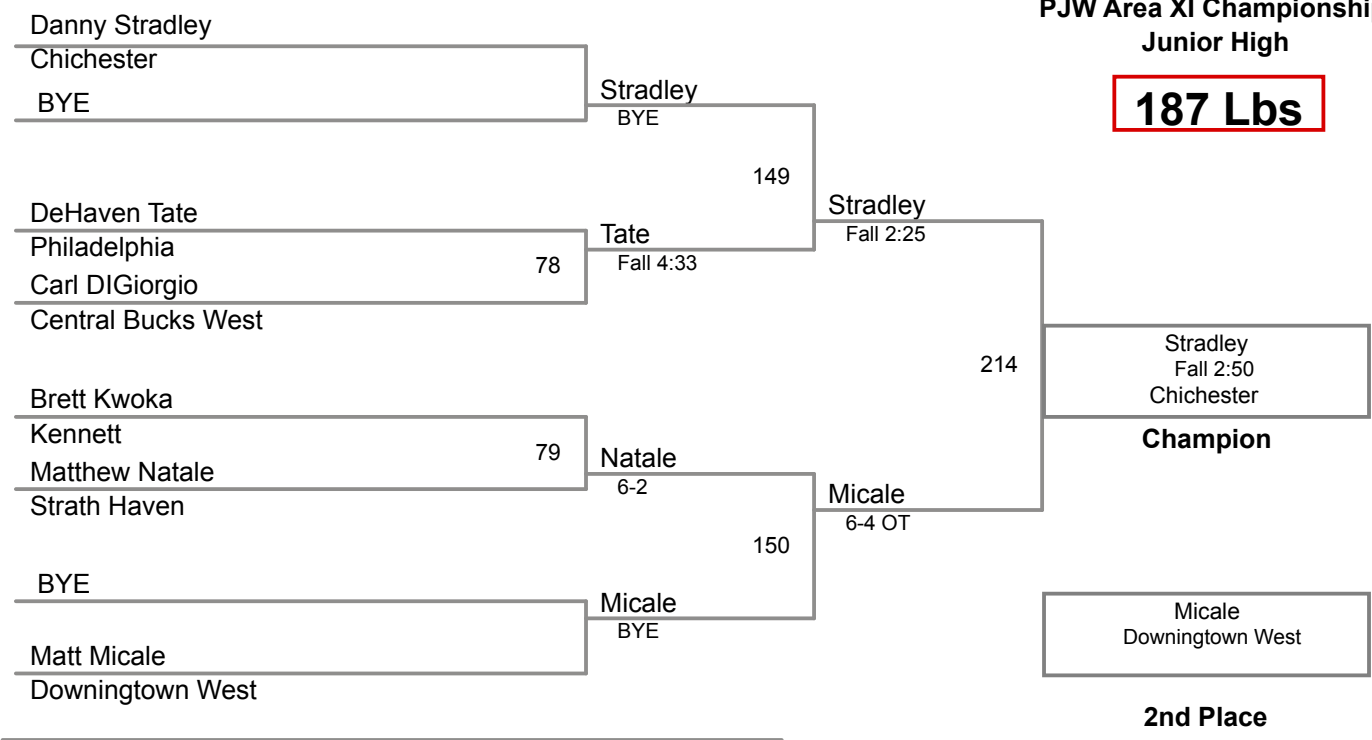 PJW Area XI Championshi
Junior High
187 Lbs
Danny Stradley
Chichester
BYE
Stradley
BYE
149
DeHaven Tate
Philadelphia
78
Carl DIGiorgio
Central Bucks West
Tate
Fall 4:33
Stradley
Fall 2:25
214
Brett Kwoka
Kennett
79
Matthew Natale
Strath Haven
Natale
6-2
150
Micale
6-4 OT
BYE
Matt Micale
Downingtown West
Micale
BYE
Stradley
Fall 2:50
Chichester
Champion
Micale
Downingtown West
2nd Place